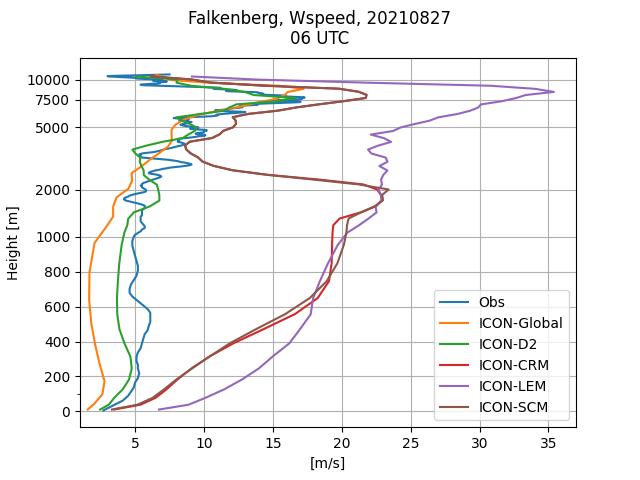 Falkenberg, Wspeed, 20210827
06 UTC
10000
7500
5000
2000
1000
800
600
400
200
0
Height [m]
5 10 15 20 25 30 35
[m/s]
Obs
ICON-Global
ICON-D2
ICON-CRM
ICON-LEM
ICON-SCM